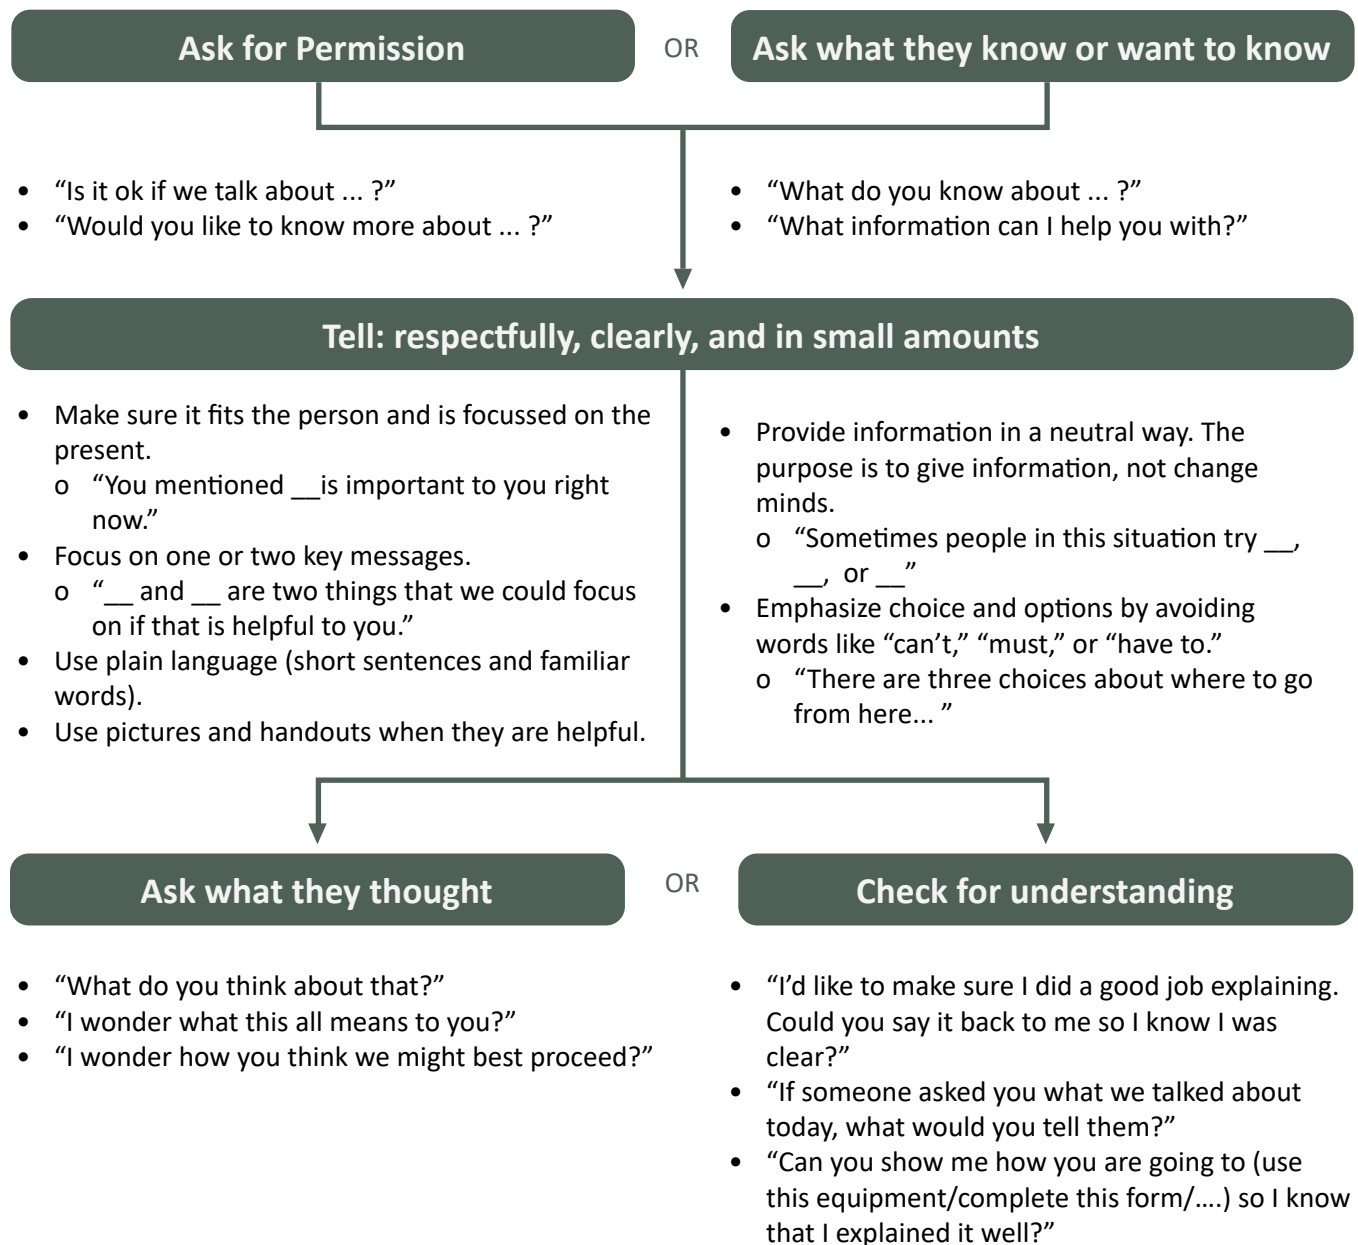 Ask for Permission
OR
Ask what they know or want to know
• “Is it ok if we talk about ... ?”
• “Would you like to know more about ... ?”
• “What do you know about ... ?”
• “What information can I help you with?”
Tell: respectfully, clearly, and in small amounts
• Make sure it fits the person and is focussed on the
present.
o “You mentioned __is important to you right
now.”
• Focus on one or two key messages.
o “__ and __ are two things that we could focus
on if that is helpful to you.”
• Use plain language (short sentences and familiar
words).
• Use pictures and handouts when they are helpful.
• Provide information in a neutral way. The
purpose is to give information, not change
minds.
o “Sometimes people in this situation try __,
__, or __”
• Emphasize choice and options by avoiding
words like “can’t,” “must,” or “have to.”
o “There are three choices about where to go
from here... ”
Ask what they thought
OR
Check for understanding
• “What do you think about that?”
• “I wonder what this all means to you?”
• “I wonder how you think we might best proceed?”
• “I’d like to make sure I did a good job explaining.
Could you say it back to me so I know I was
clear?”
• “If someone asked you what we talked about
today, what would you tell them?”
• “Can you show me how you are going to (use
this equipment/complete this form/....) so I know
that I explained it well?”